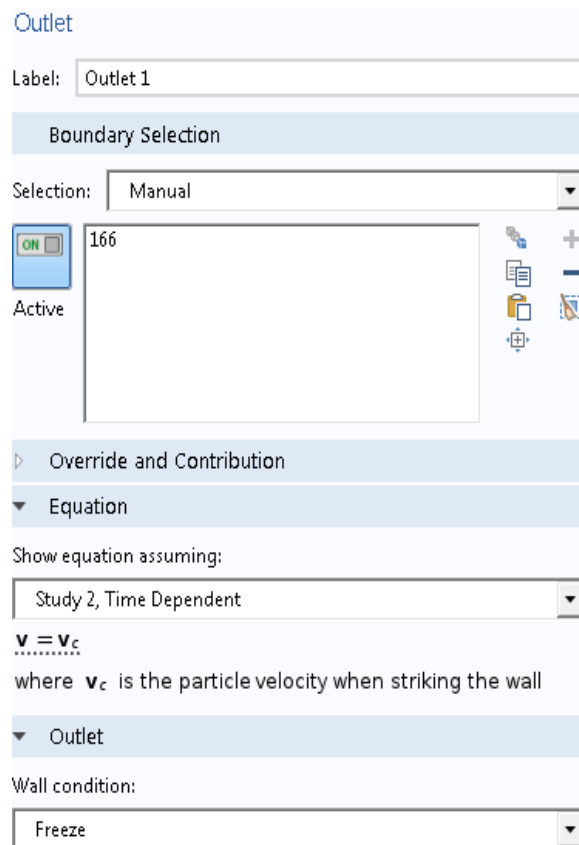 Outlet
Label: Outlet 1
Boundary Selection
Selection: Manual
ON 166
Active
Override and Contribution
Equation
Show equation assuming:
Study 2, Time Dependent
v = vc
where vc is the particle velocity when striking the wall
Outlet
Wall condition:
Freeze